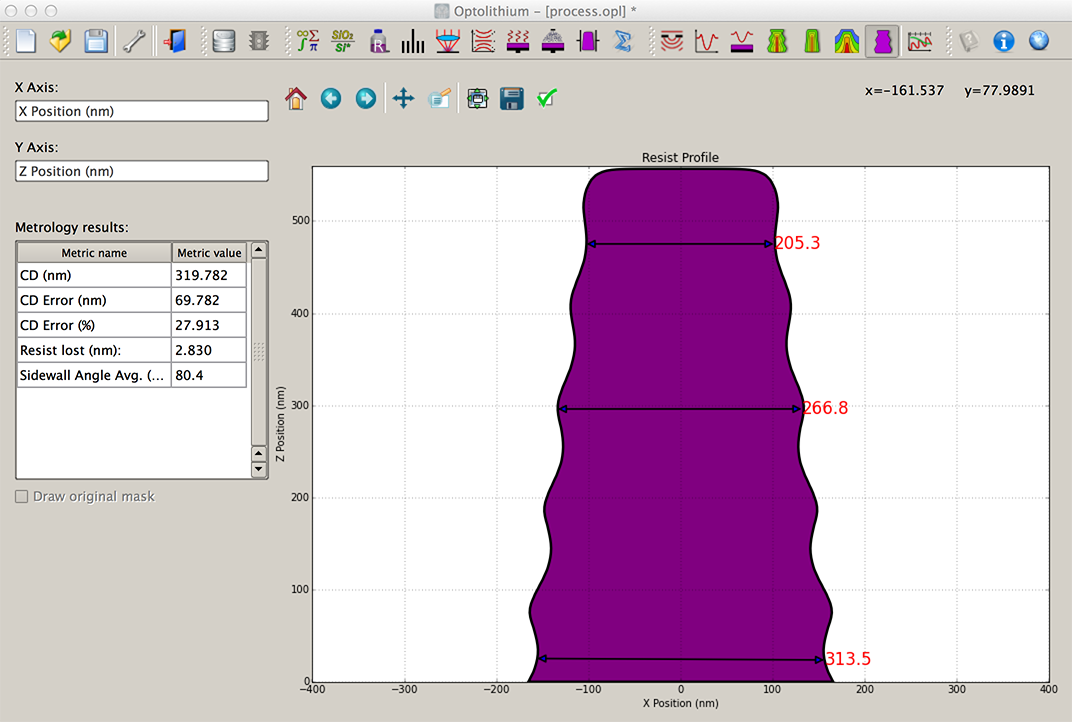 Optolithium – [process.opl] *
SiO₂
Si*
X Axis:
X Position (nm)
Y Axis:
Z Position (nm)
x=-161.537 y=77.9891
Metrology results:
Metric name Metric value
CD (nm) 319.782
CD Error (nm) 69.782
CD Error (%) 27.913
Resist lost (nm): 2.830
Sidewall Angle Avg. (... 80.4
Draw original mask
Resist Profile
Z Position (nm)
500
400
300
200
100
0
205.3
266.8
313.5
−400 −300 −200 −100 0 100 200 300 400
X Position (nm)